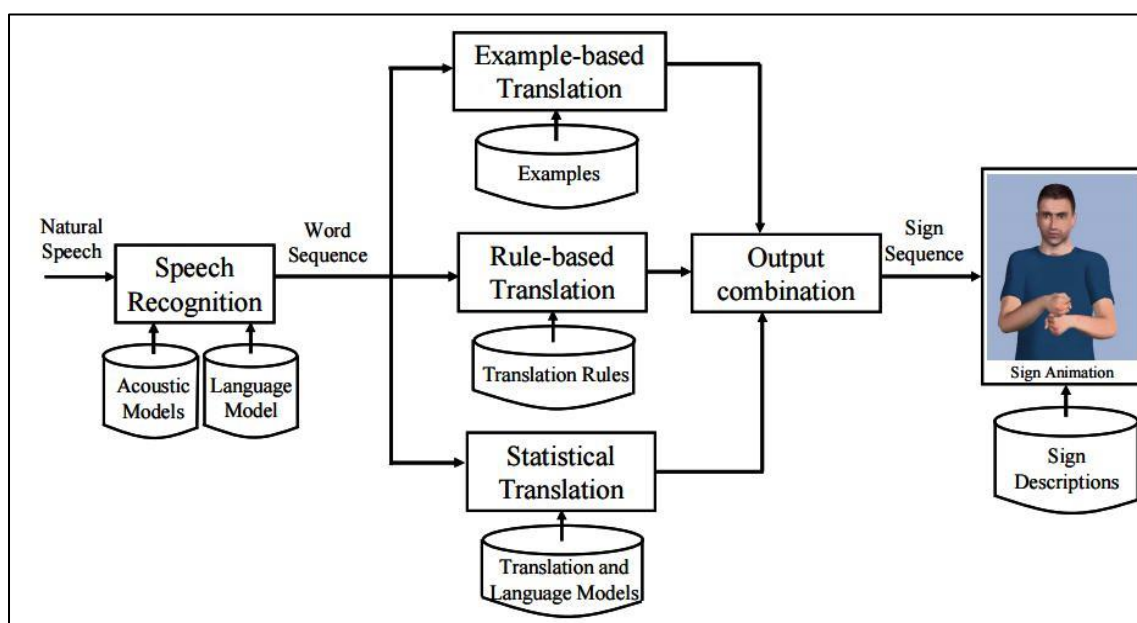 Natural
Speech
Speech
Recognition
Acoustic
Models
Language
Model
Word
Sequence
Example-based
Translation
Examples
Rule-based
Translation
Translation Rules
Statistical
Translation
Translation and
Language Models
Output
combination
Sign
Sequence
Sign Animation
Sign
Descriptions